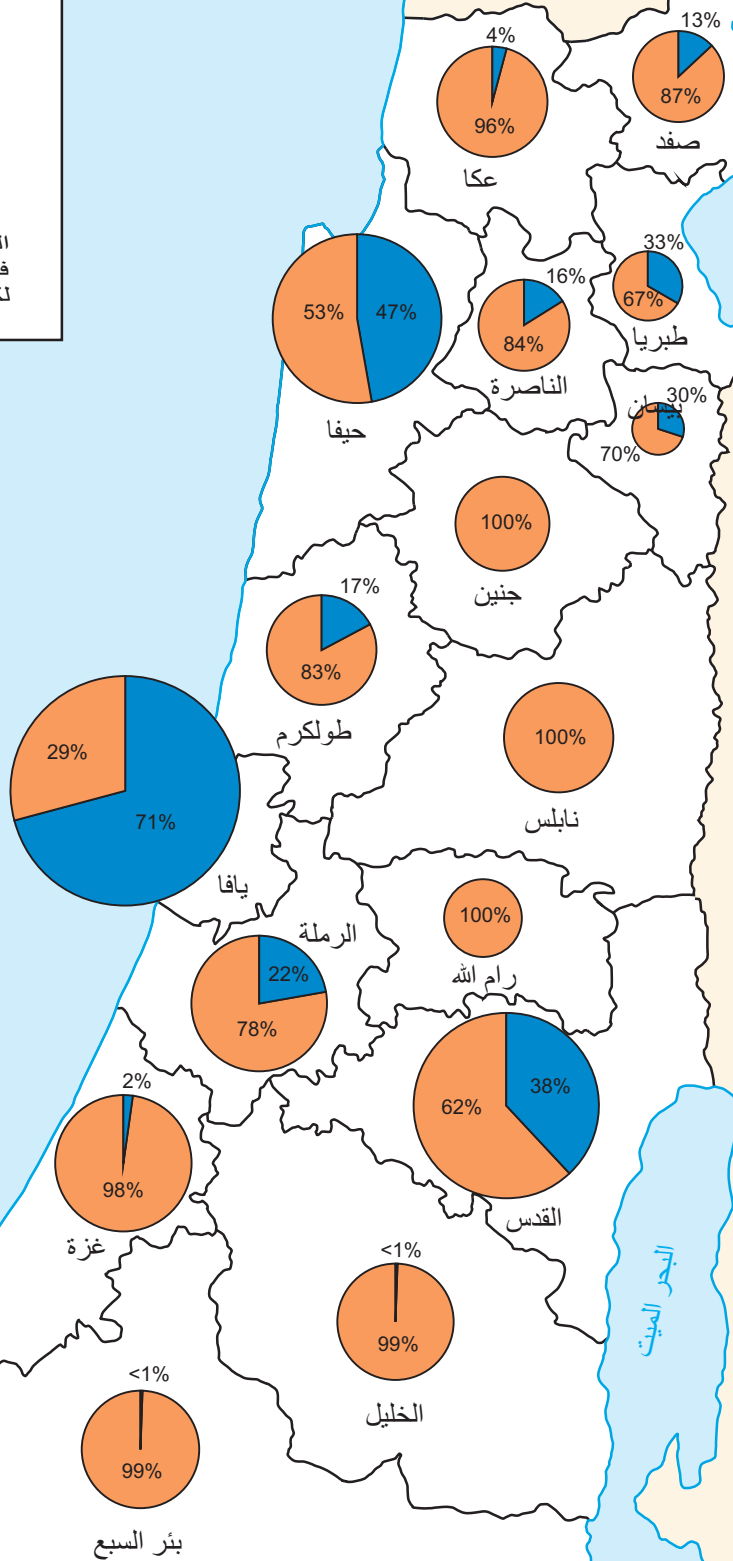 4%
96%
عكا
13%
87%
صفد
53%
47%
حيفا
16%
84%
الناصرة
33%
67%
طبريا
30%
بيسان
70%
100%
جنين
17%
83%
طولكرم
100%
نابلس
29%
71%
يافا
الرملة
22%
78%
100%
رام الله
38%
62%
القدس
2%
98%
غزة
<1%
99%
الخليل
<1%
99%
بئر السبع
البحر الميت